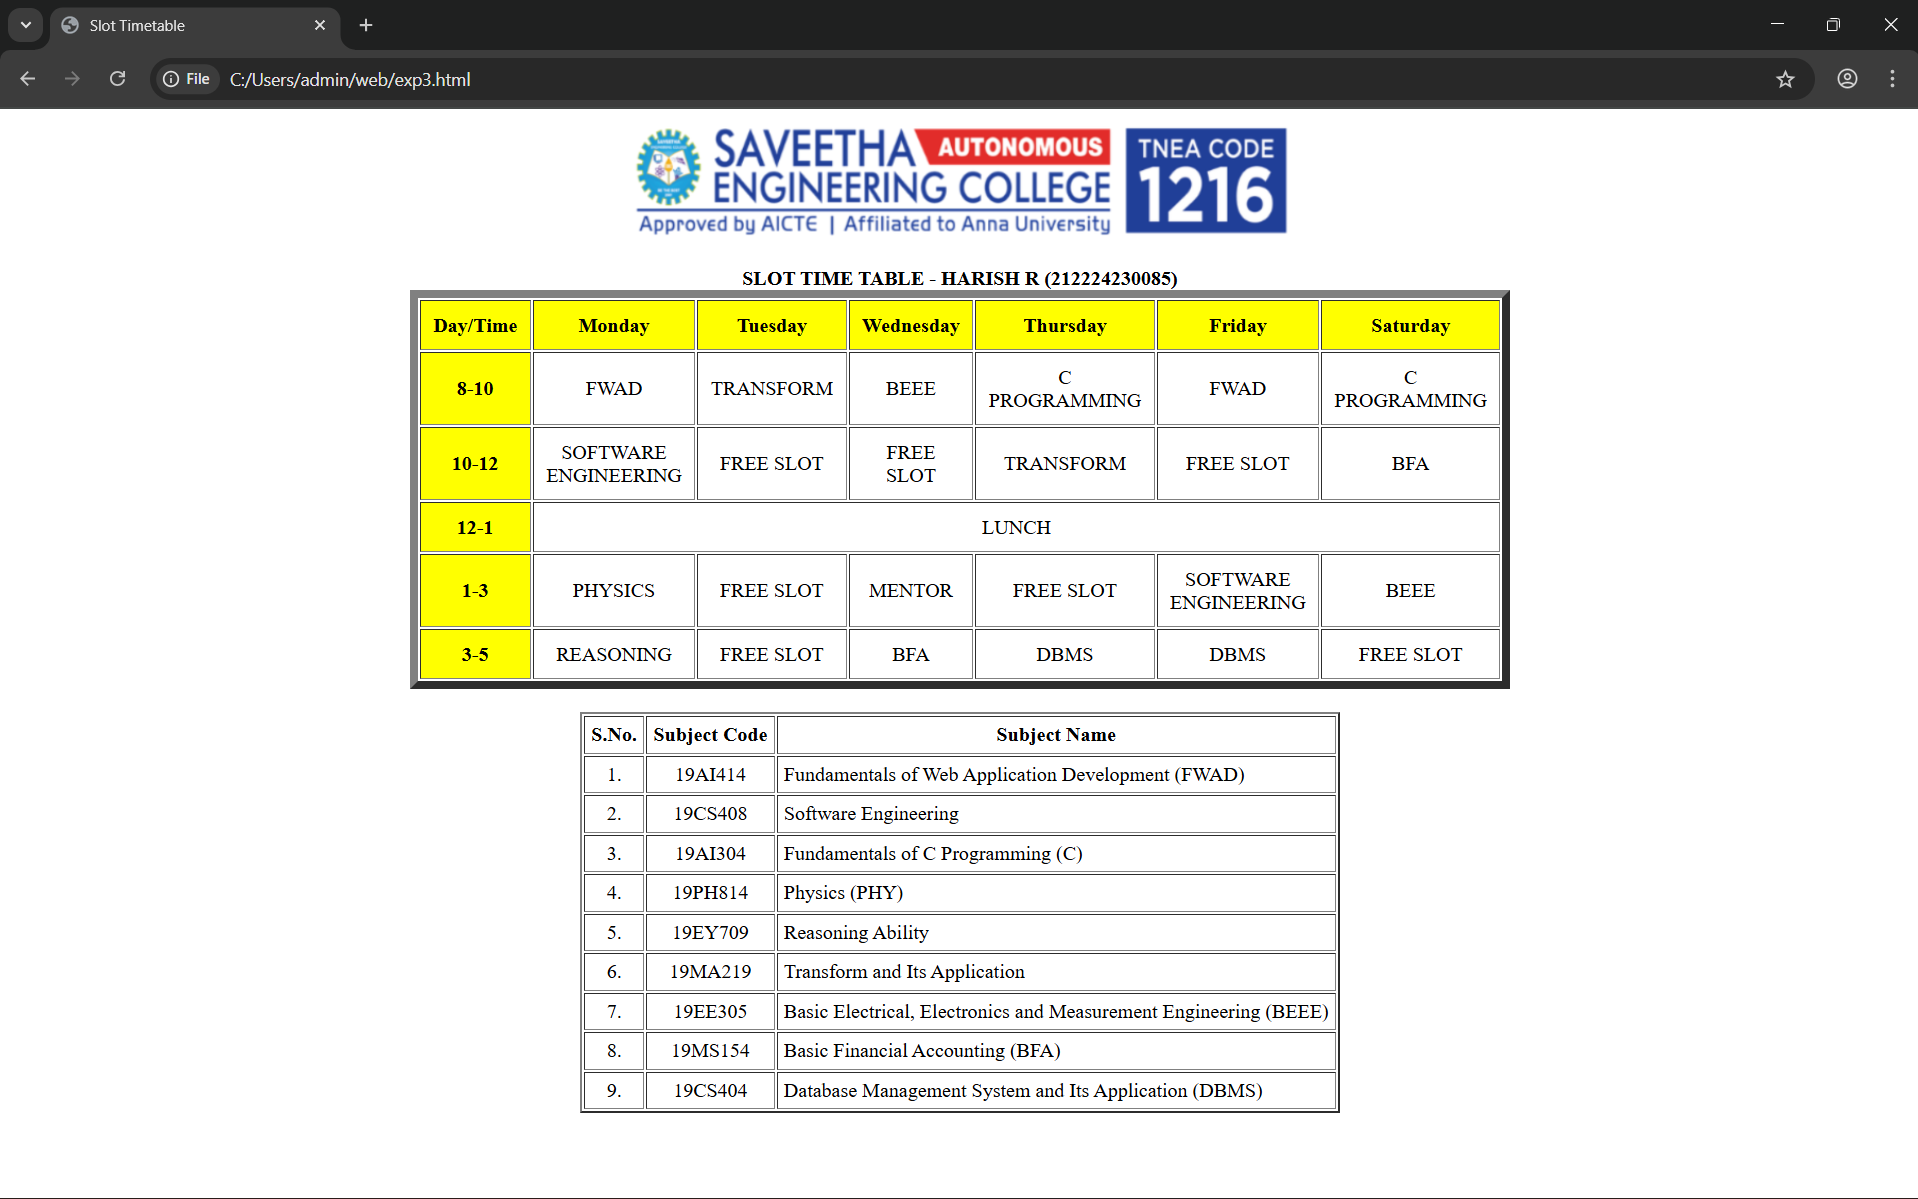 Slot Timetable
File C:/Users/admin/web/exp3.html
SAVEETHA AUTONOMOUS
ENGINEERING COLLEGE
Approved by AICTE | Affiliated to Anna University
TNEA CODE
1216
SLOT TIME TABLE - HARISH R (212224230085)
Day/Time Monday Tuesday Wednesday Thursday Friday Saturday
8-10 FWAD TRANSFORM BEEE C PROGRAMMING FWAD C PROGRAMMING
10-12 SOFTWARE ENGINEERING FREE SLOT FREE SLOT TRANSFORM FREE SLOT BFA
12-1 LUNCH
1-3 PHYSICS FREE SLOT MENTOR FREE SLOT SOFTWARE ENGINEERING BEEE
3-5 REASONING FREE SLOT BFA DBMS DBMS FREE SLOT
S.No. Subject Code Subject Name
1. 19AI414 Fundamentals of Web Application Development (FWAD)
2. 19CS408 Software Engineering
3. 19AI304 Fundamentals of C Programming (C)
4. 19PH814 Physics (PHY)
5. 19EY709 Reasoning Ability
6. 19MA219 Transform and Its Application
7. 19EE305 Basic Electrical, Electronics and Measurement Engineering (BEEE)
8. 19MS154 Basic Financial Accounting (BFA)
9. 19CS404 Database Management System and Its Application (DBMS)